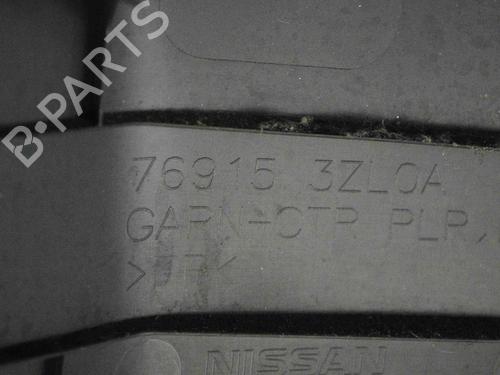 B-PARTS
76915 3ZL0A
GARN-CTR PLR,
>PP<
NISSAN